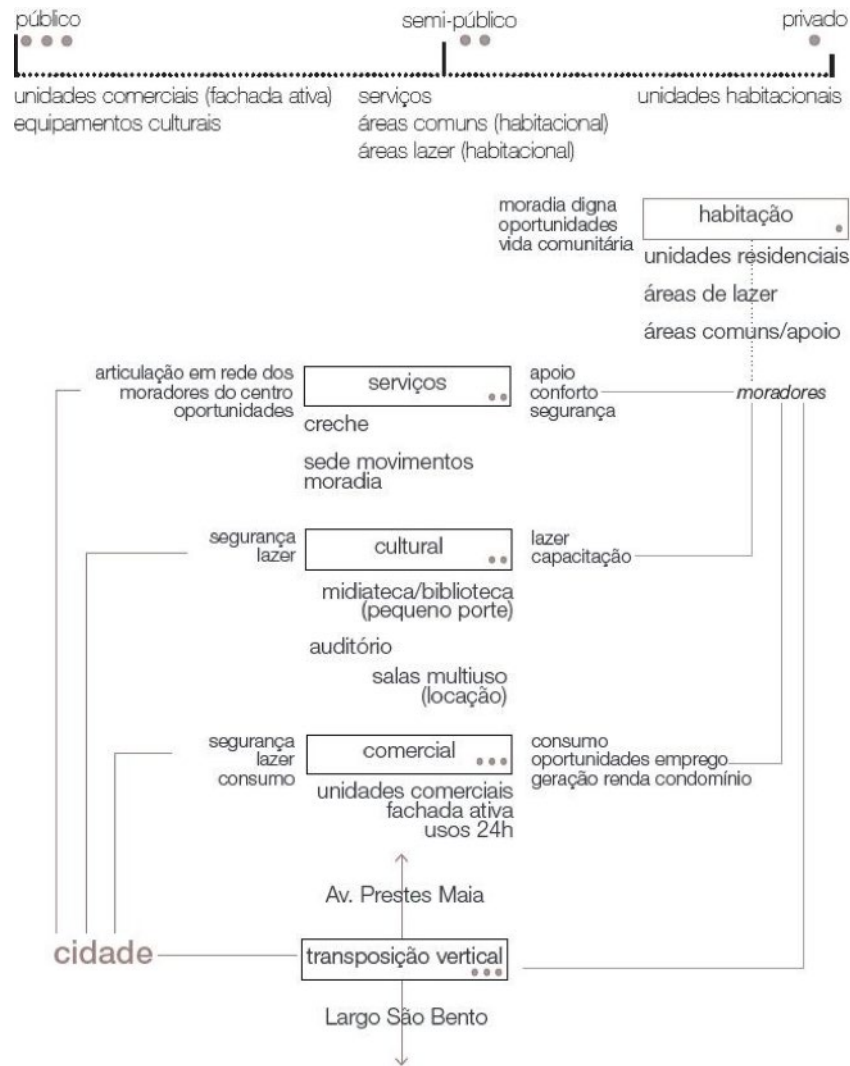 público
semi-público
privado
unidades comerciais (fachada ativa)
equipamentos culturais
serviços
áreas comuns (habitacional)
áreas lazer (habitacional)
unidades habitacionais
moradia digna
oportunidades
vida comunitária
habitação
unidades residenciais
áreas de lazer
áreas comuns/apoio
moradores
articulação em rede dos
moradores do centro
oportunidades
serviços
apoio
conforto
segurança
creche
sede movimentos
moradia
segurança
lazer
cultural
lazer
capacitação
midiateca/biblioteca
(pequeno porte)
auditório
salas multiuso
(locação)
segurança
lazer
consumo
comercial
consumo
oportunidades emprego
geração renda condomínio
unidades comerciais
fachada ativa
usos 24h
Av. Prestes Maia
cidade
transposição vertical
Largo São Bento